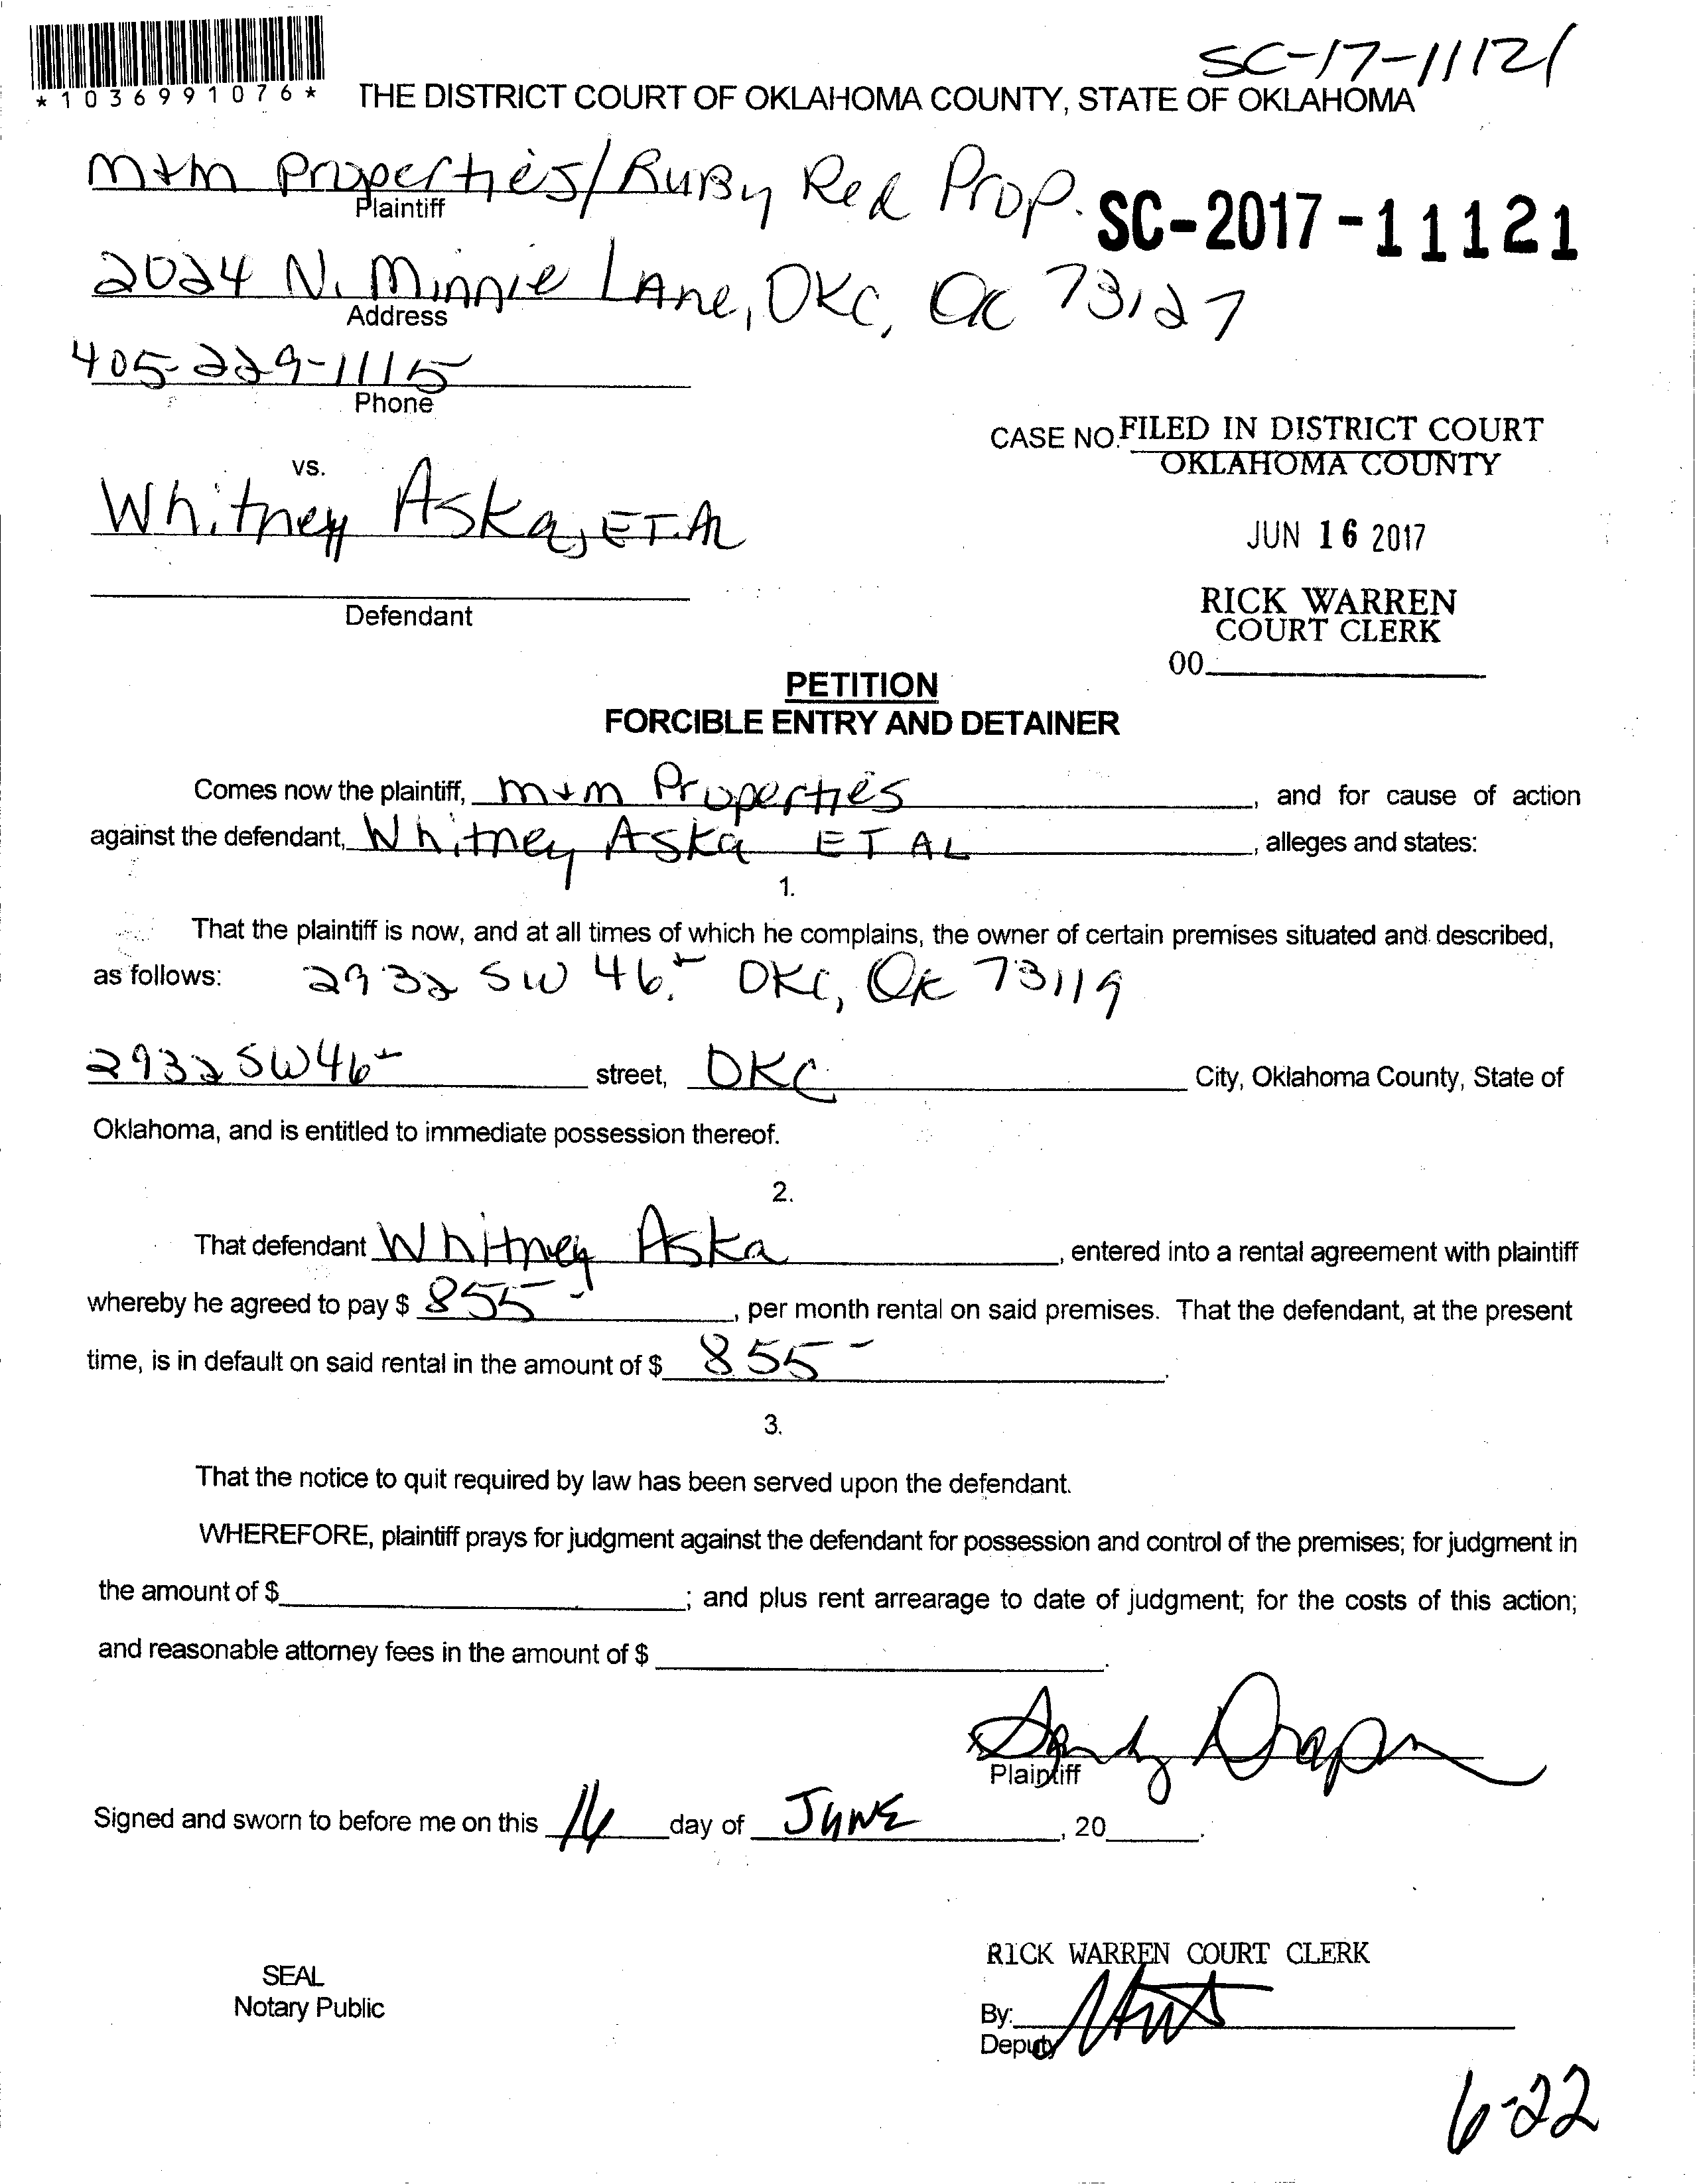 SC-17-11121
*1036991076*
THE DISTRICT COURT OF OKLAHOMA COUNTY, STATE OF OKLAHOMA
M+M Properties/RUBy Red Prop.
Plaintiff
SC-2017-11121
2024 N. Minnie LAne, OKC, OK 73127
Address
405-229-1115
Phone
CASE NO. FILED IN DISTRICT COURT
OKLAHOMA COUNTY
vs.
Whitney Aska, ET.AL
JUN 16 2017
Defendant
RICK WARREN
COURT CLERK
00
PETITION
FORCIBLE ENTRY AND DETAINER
Comes now the plaintiff, M+M Properties, and for cause of action
against the defendant, Whitney Aska ET AL, alleges and states:
1.
That the plaintiff is now, and at all times of which he complains, the owner of certain premises situated and described,
as follows: 2932 SW 46. OKC, OK 73119
2932 SW 46 street, OKC City, Oklahoma County, State of
Oklahoma, and is entitled to immediate possession thereof.
2.
That defendant Whitney Aska, entered into a rental agreement with plaintiff
whereby he agreed to pay $ 855-, per month rental on said premises. That the defendant, at the present
time, is in default on said rental in the amount of $ 855-.
3.
That the notice to quit required by law has been served upon the defendant.
WHEREFORE, plaintiff prays for judgment against the defendant for possession and control of the premises; for judgment in
the amount of $ ; and plus rent arrearage to date of judgment; for the costs of this action;
and reasonable attorney fees in the amount of $ .
Plaintiff
Signed and sworn to before me on this 16 day of JUNE, 20 .
RICK WARREN COURT CLERK
SEAL
Notary Public
By:
Deputy
6-22